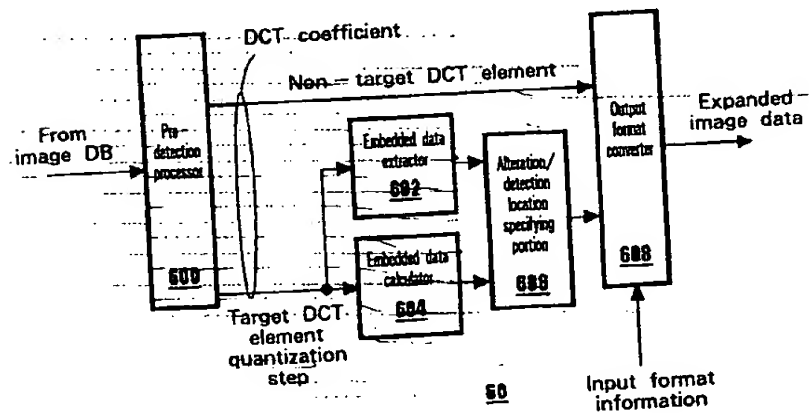 DCT coefficient
Non-target DCT element
From
image DB
Pre-
detection
processor
600
Embedded data
extractor
602
Embedded data
calculator
604
Alteration/
detection
location
specifying
portion
606
Output
format
converter
608
Expanded
image data
Target DCT
element
quantization
step
60
Input format
information